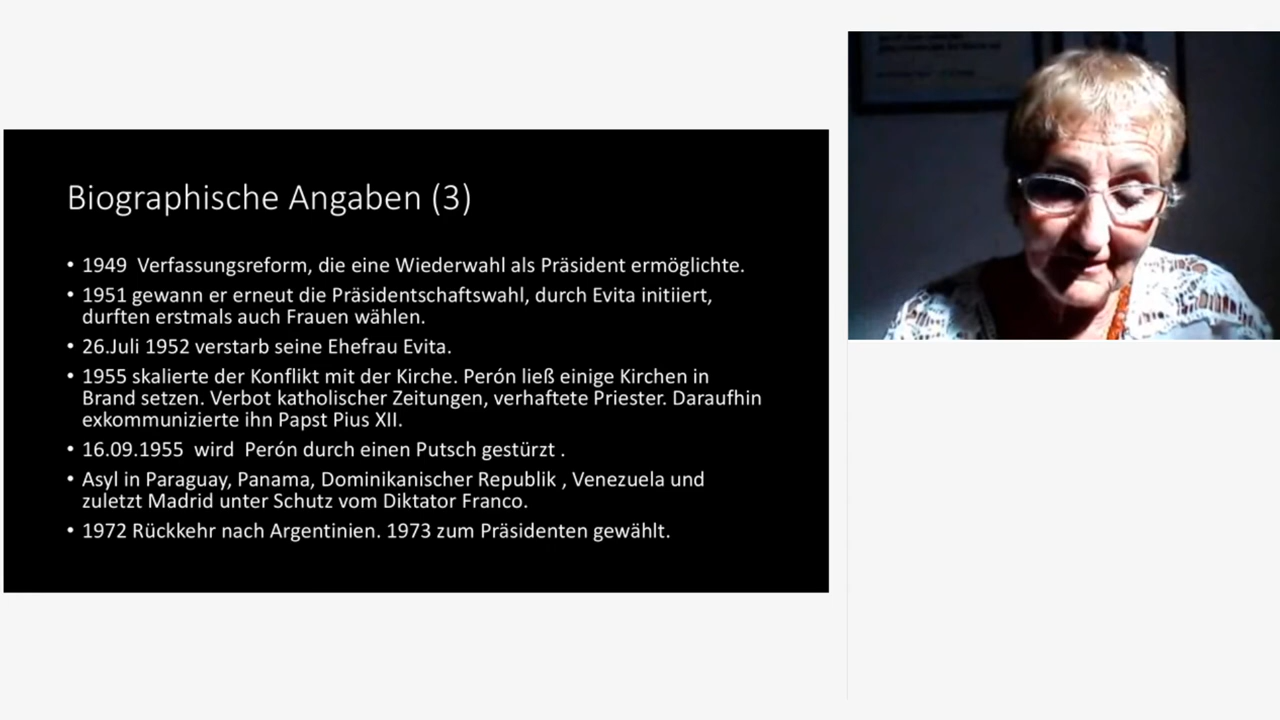 Biographische Angaben (3)
• 1949  Verfassungsreform, die eine Wiederwahl als Präsident ermöglichte.
• 1951 gewann er erneut die Präsidentschaftswahl, durch Evita initiiert,
durften erstmals auch Frauen wählen.
• 26.Juli 1952 verstarb seine Ehefrau Evita.
• 1955 skalierte der Konflikt mit der Kirche. Perón ließ einige Kirchen in
Brand setzen. Verbot katholischer Zeitungen, verhaftete Priester. Daraufhin
exkommunizierte ihn Papst Pius XII.
• 16.09.1955  wird  Perón durch einen Putsch gestürzt .
• Asyl in Paraguay, Panama, Dominikanischer Republik , Venezuela und
zuletzt Madrid unter Schutz vom Diktator Franco.
• 1972 Rückkehr nach Argentinien. 1973 zum Präsidenten gewählt.